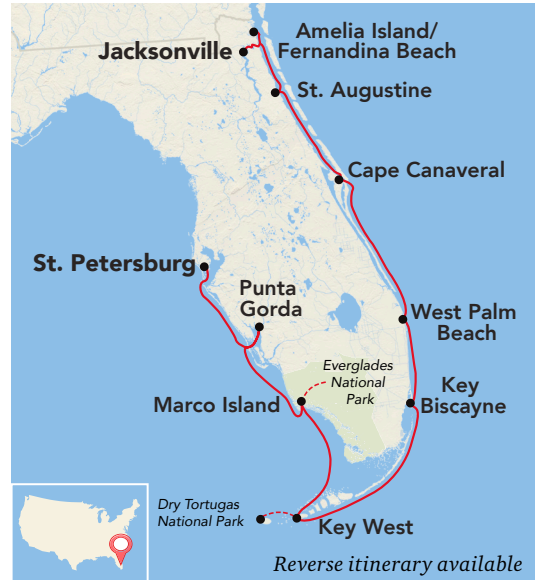 Amelia Island/
Fernandina Beach
Jacksonville
St. Augustine
Cape Canaveral
St. Petersburg
Punta
Gorda
West Palm
Beach
Everglades
National
Park
Key
Biscayne
Marco Island
Dry Tortugas
National Park
Key West
Reverse itinerary available